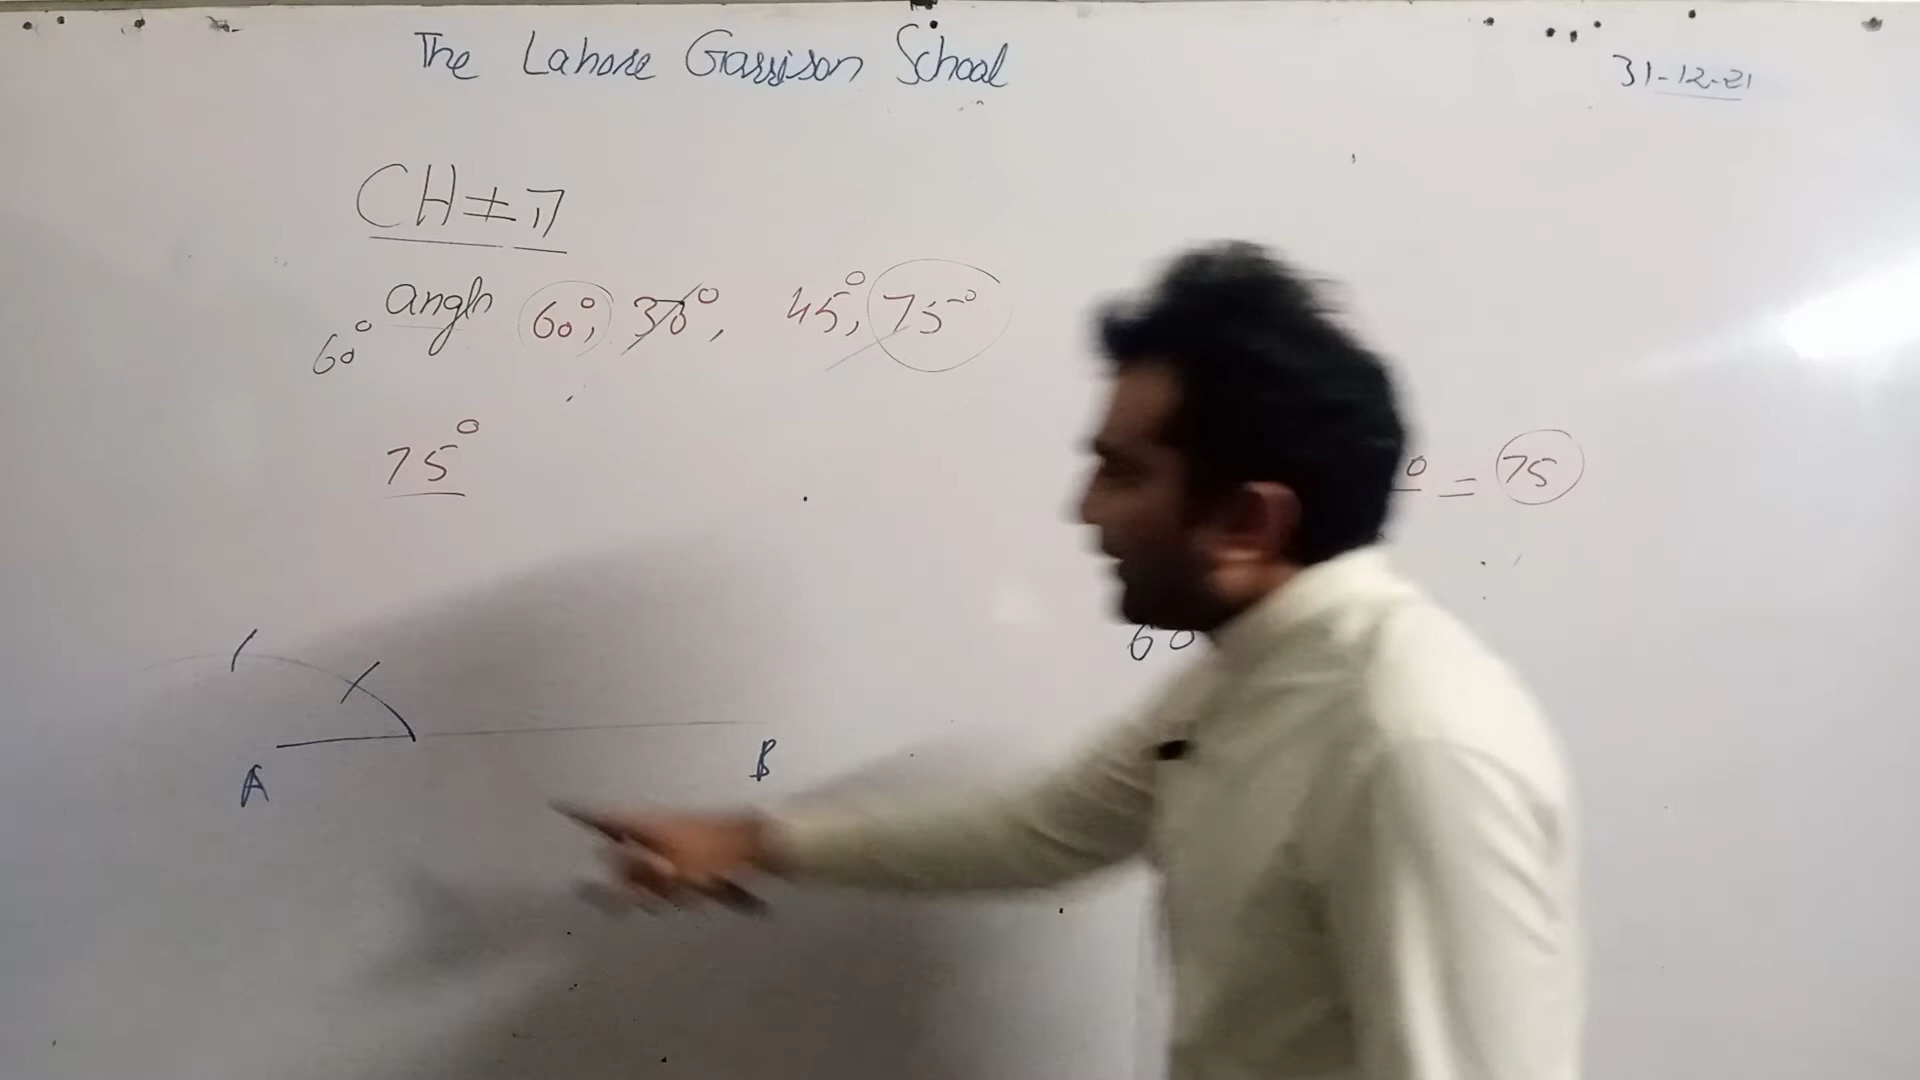 The Lahore Garrison School
31-12-21
CH # 7
angle 60°, 30°, 45°, 75°
60°
75°
° = 75
60
A B